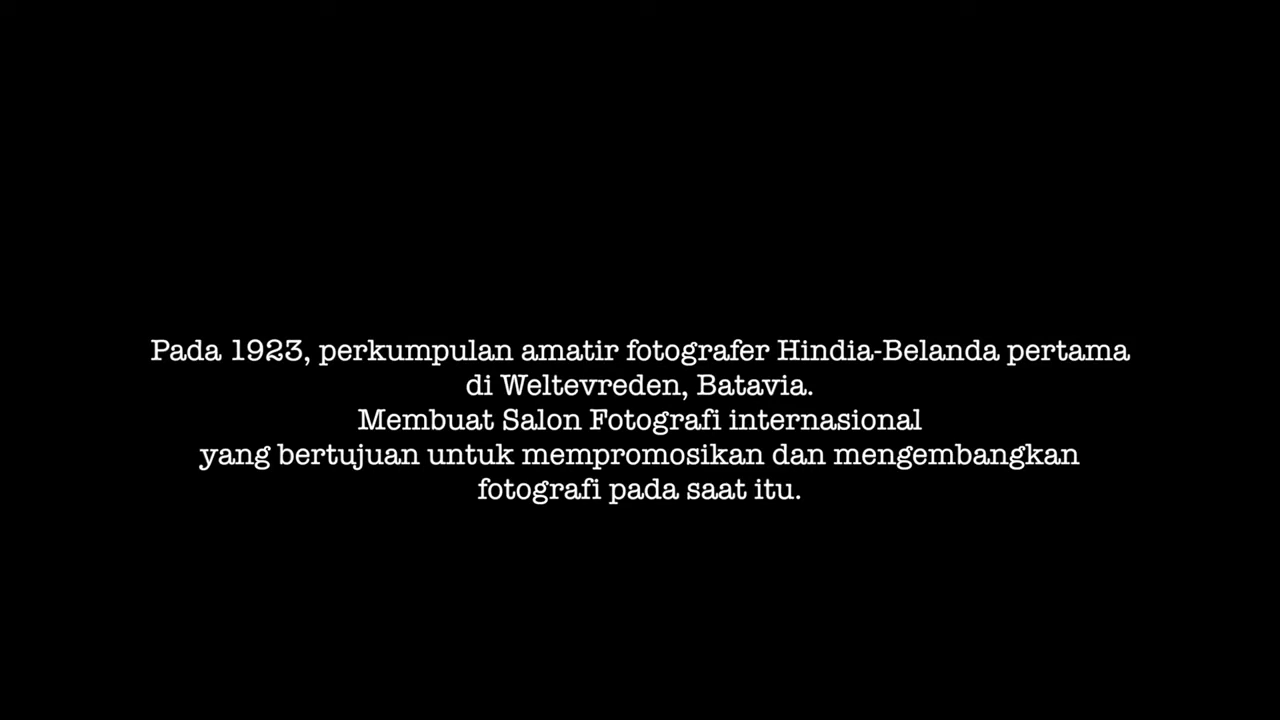 Pada 1923, perkumpulan amatir fotografer Hindia-Belanda pertama
di Weltevreden, Batavia.
Membuat Salon Fotografi internasional
yang bertujuan untuk mempromosikan dan mengembangkan
fotografi pada saat itu.